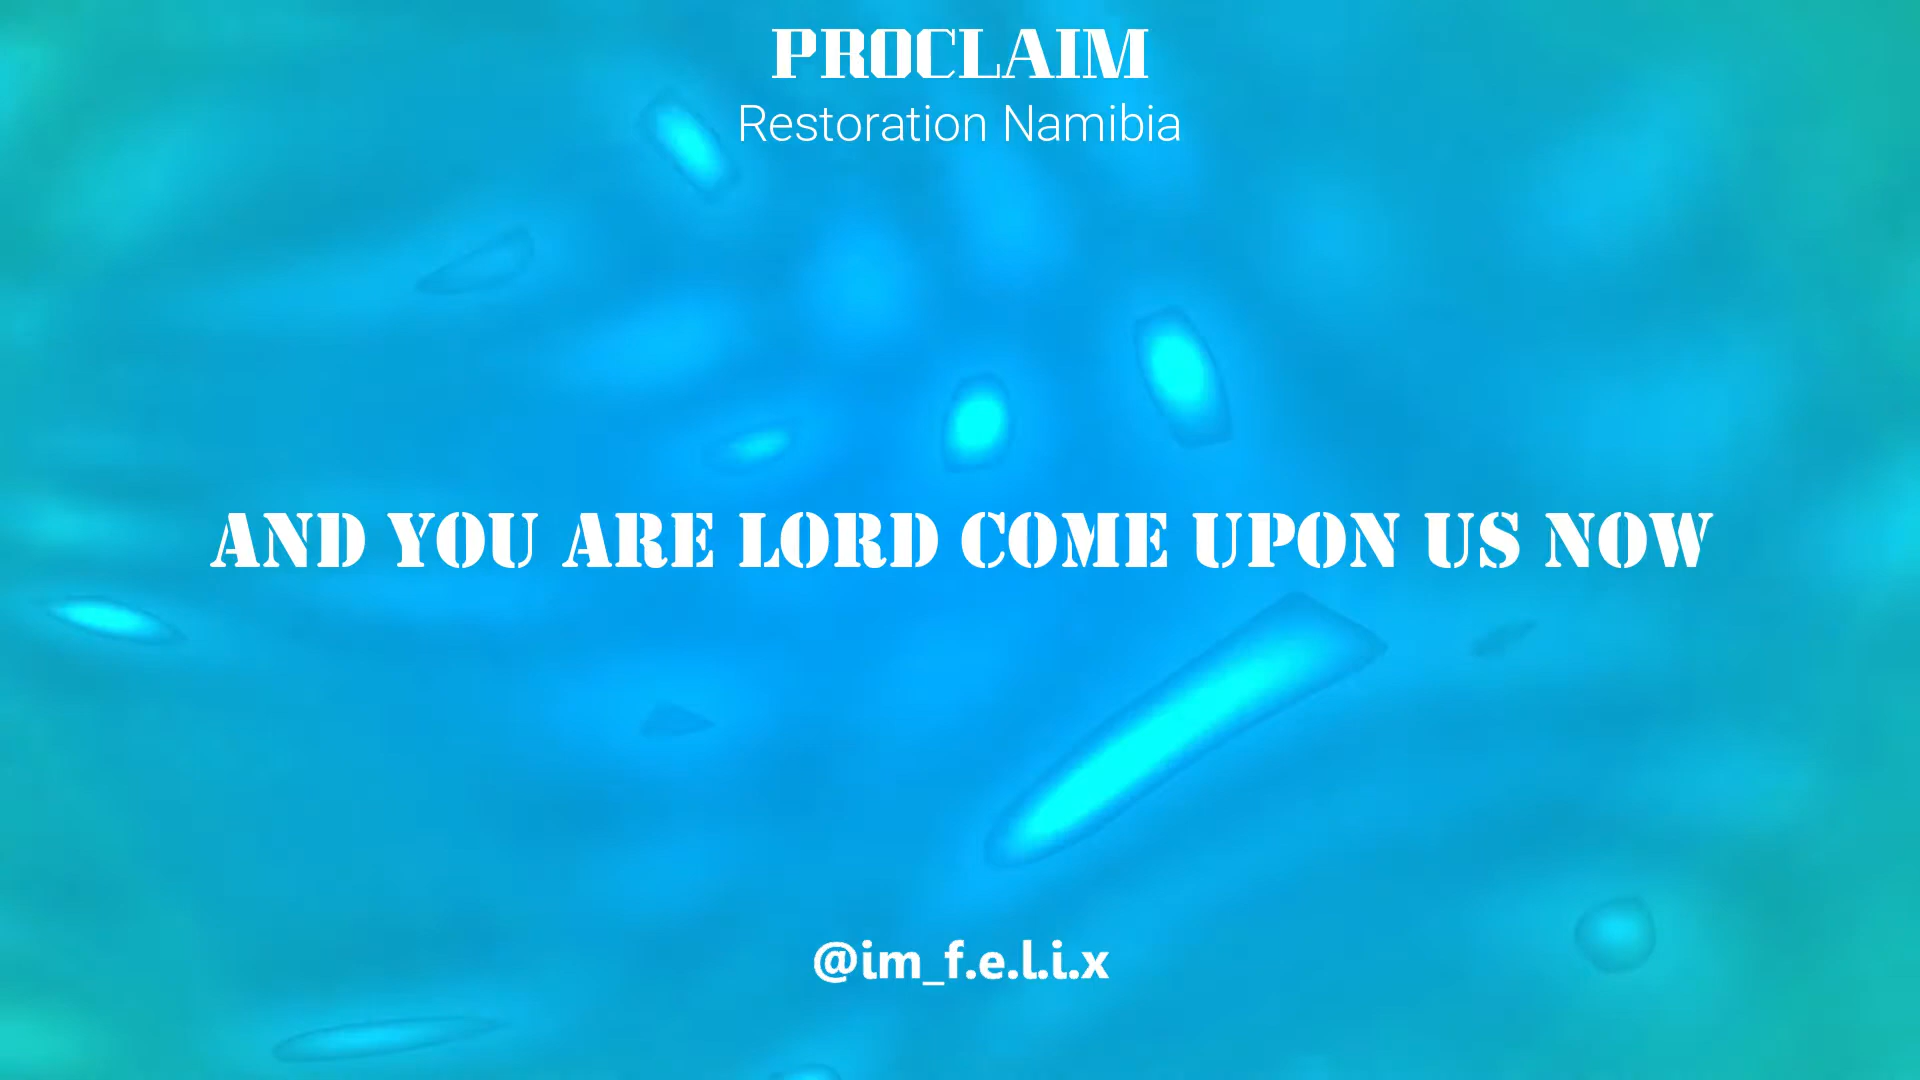 PROCLAIM
Restoration Namibia
AND YOU ARE LORD COME UPON US NOW
@im_f.e.l.i.x